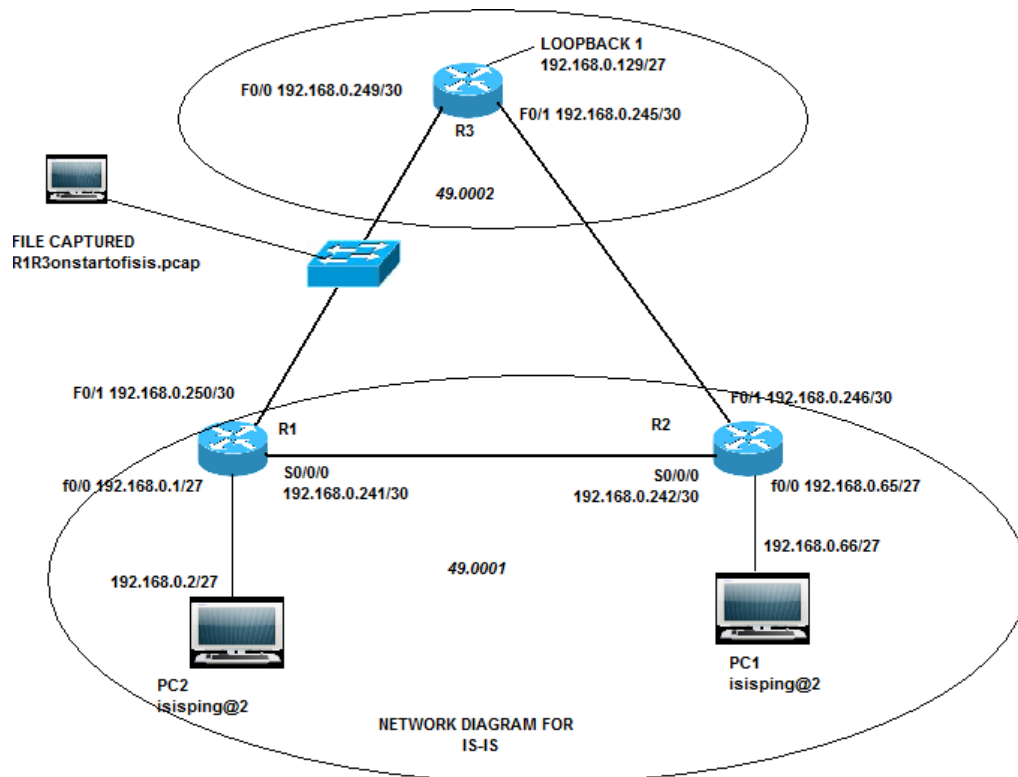 LOOPBACK 1
192.168.0.129/27
F0/0 192.168.0.249/30
F0/1 192.168.0.245/30
R3
49.0002
FILE CAPTURED
R1R3onstartofisis.pcap
F0/1 192.168.0.250/30
F0/1 192.168.0.246/30
R1
R2
S0/0/0
192.168.0.241/30
S0/0/0
192.168.0.242/30
f0/0 192.168.0.1/27
f0/0 192.168.0.65/27
192.168.0.66/27
192.168.0.2/27
49.0001
PC1
isisping@2
PC2
isisping@2
NETWORK DIAGRAM FOR
IS-IS